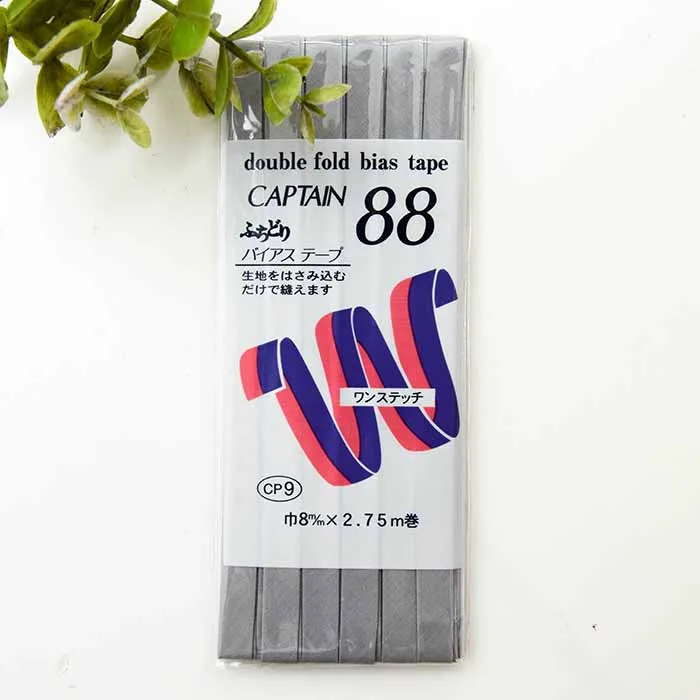 double fold bias tape
CAPTAIN 88
ふちどり
バイアス テープ
生地をはさみ込む
だけで縫えます
ワンステッチ
CP9
巾8m/m×2.75m巻